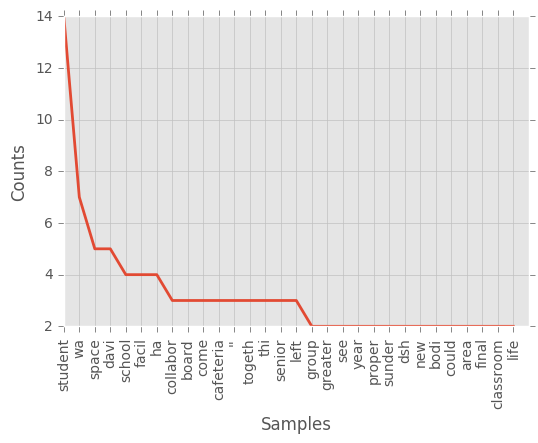 14
12
10
8
6
4
2
Counts
student
wa
space
davi
school
facil
ha
collabor
board
come
cafeteria
"
togeth
thi
senior
left
group
greater
see
year
proper
sunder
dsh
new
bodi
could
area
final
classroom
life
Samples